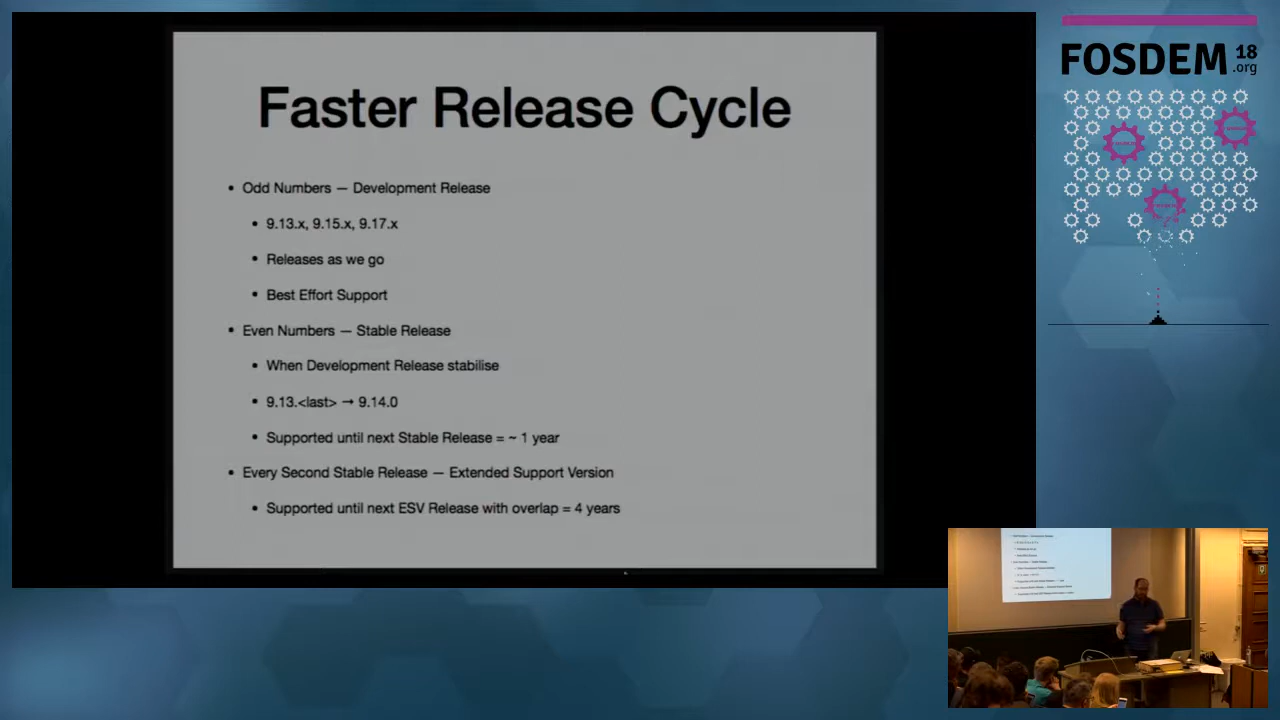 Faster Release Cycle
• Odd Numbers — Development Release
• 9.13.x, 9.15.x, 9.17.x
• Releases as we go
• Best Effort Support
• Even Numbers — Stable Release
• When Development Release stabilise
• 9.13.<last> → 9.14.0
• Supported until next Stable Release = ~ 1 year
• Every Second Stable Release — Extended Support Version
• Supported until next ESV Release with overlap = 4 years
FOSDEM 18
.org